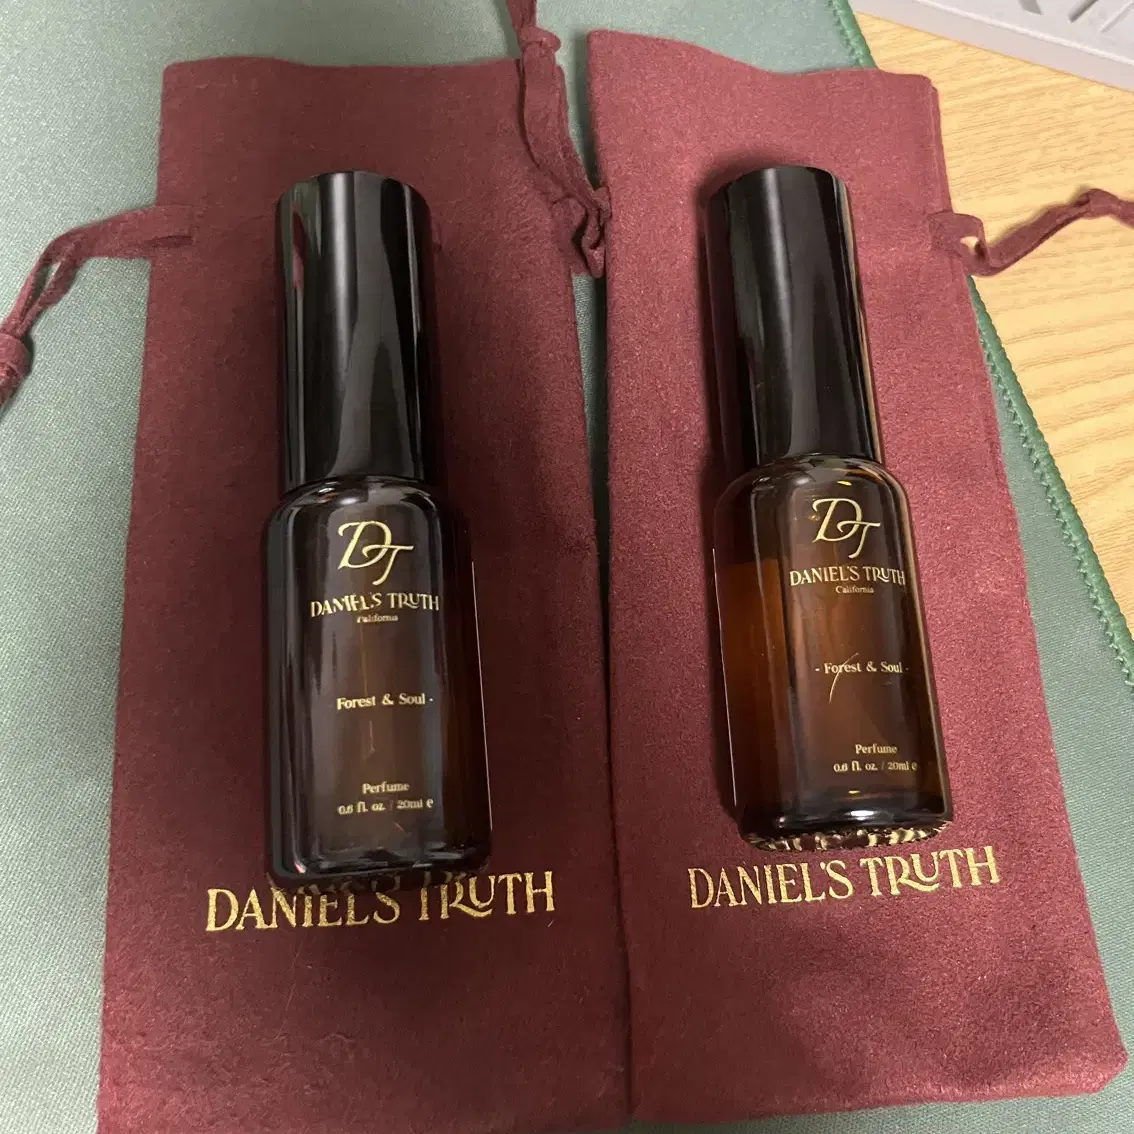 DT
DANIEL'S TRUTH
California
Forest & Soul -
Perfume
0.6 fl. oz. / 20ml e
DANIEL'S TRUTH
DT
DANIEL'S TRUTH
California
- Forest & Soul -
Perfume
0.6 fl. oz. / 20ml e
DANIEL'S TRUTH